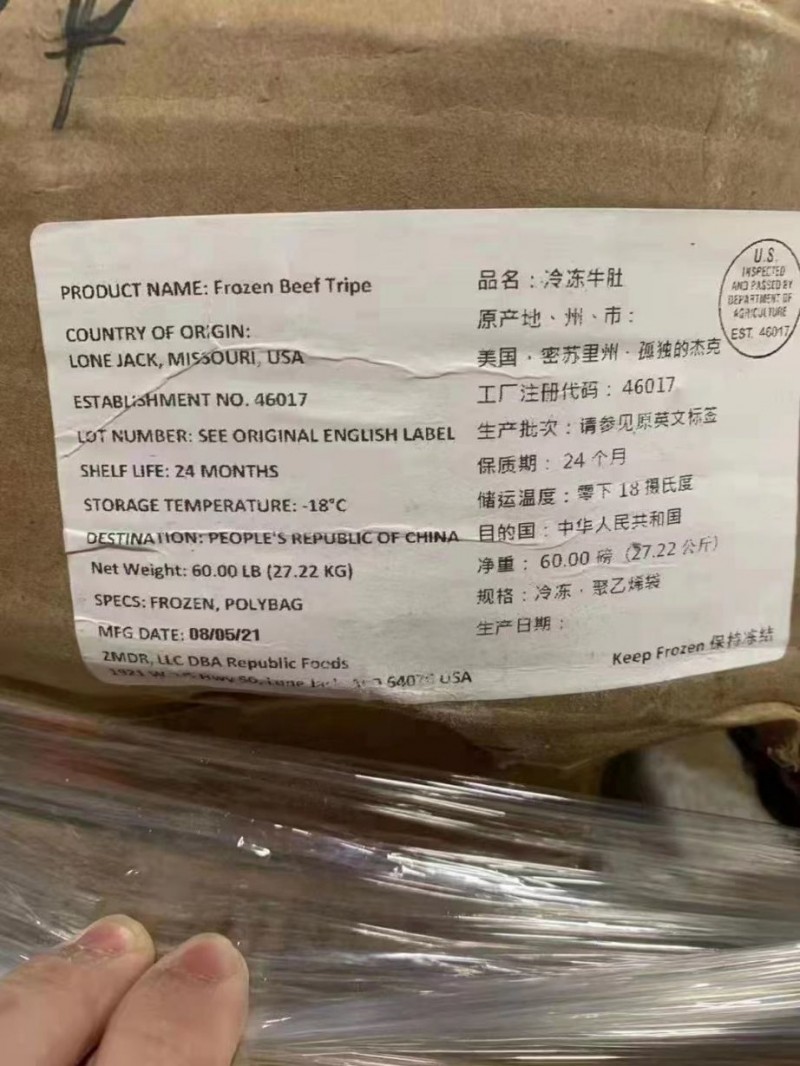 PRODUCT NAME: Frozen Beef Tripe
COUNTRY OF ORIGIN:
LONE JACK, MISSOURI, USA
ESTABLISHMENT NO. 46017
LOT NUMBER: SEE ORIGINAL ENGLISH LABEL
SHELF LIFE: 24 MONTHS
STORAGE TEMPERATURE: -18°C
DESTINATION: PEOPLE'S REPUBLIC OF CHINA
Net Weight: 60.00 LB (27.22 KG)
SPECS: FROZEN, POLYBAG
MFG DATE: 08/05/21
ZMDR, LLC DBA Republic Foods
1921 W US Hwy 50, Lone USA
品名：冷冻牛肚
原产地、州、市：
美国·密苏里州·孤独的杰克
工厂注册代码：46017
生产批次：请参见原英文标签
保质期：24个月
储运温度：零下18摄氏度
目的国：中华人民共和国
净重：60.00磅（27.22公斤）
规格：冷冻·聚乙烯袋
生产日期：
Keep Frozen 保持冻结
U.S.
INSPECTED
AND PASSED BY
DEPARTMENT OF
AGRICULTURE
EST. 46017